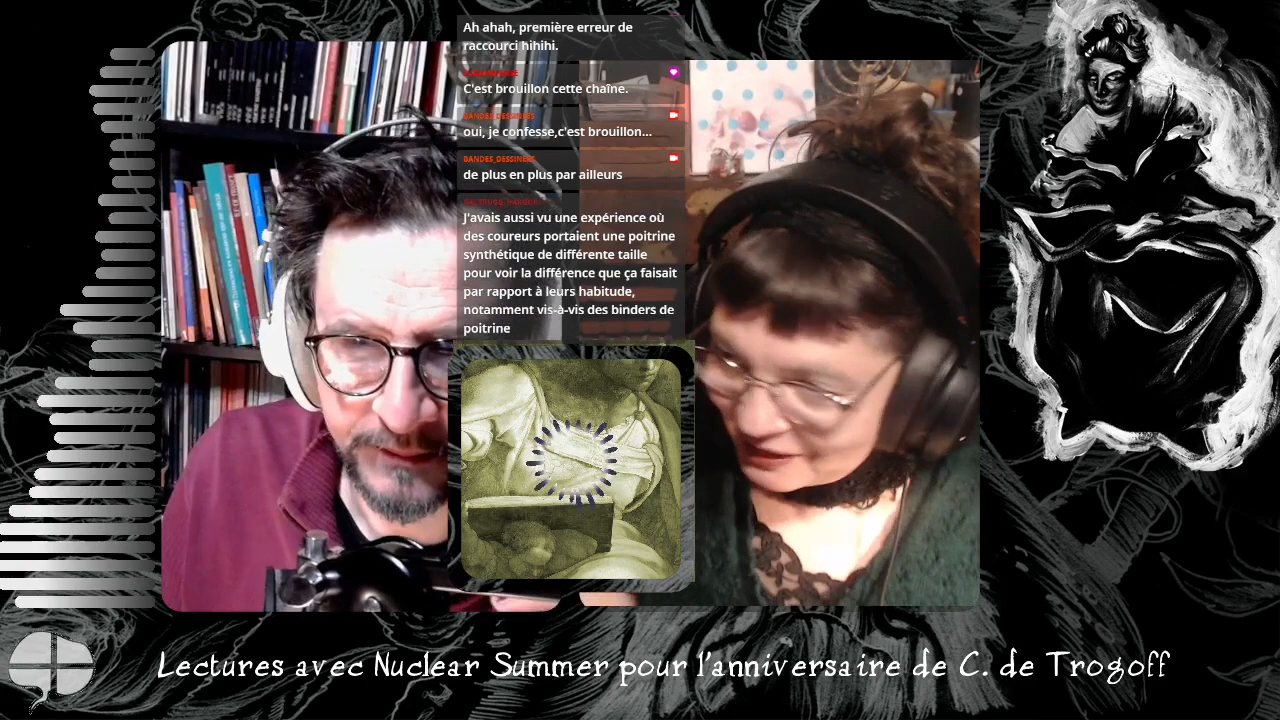 Ah ahah, première erreur de
raccourci hihihi.
C'est brouillon cette chaîne.
BANDES_DESSINEES
oui, je confesse,c'est brouillon...
BANDES_DESSINEES
de plus en plus par ailleurs
J'avais aussi vu une expérience où
des coureurs portaient une poitrine
synthétique de différente taille
pour voir la différence que ça faisait
par rapport à leurs habitude,
notamment vis-à-vis des binders de
poitrine
Lectures avec Nuclear Summer pour l'anniversaire de C. de Trogoff